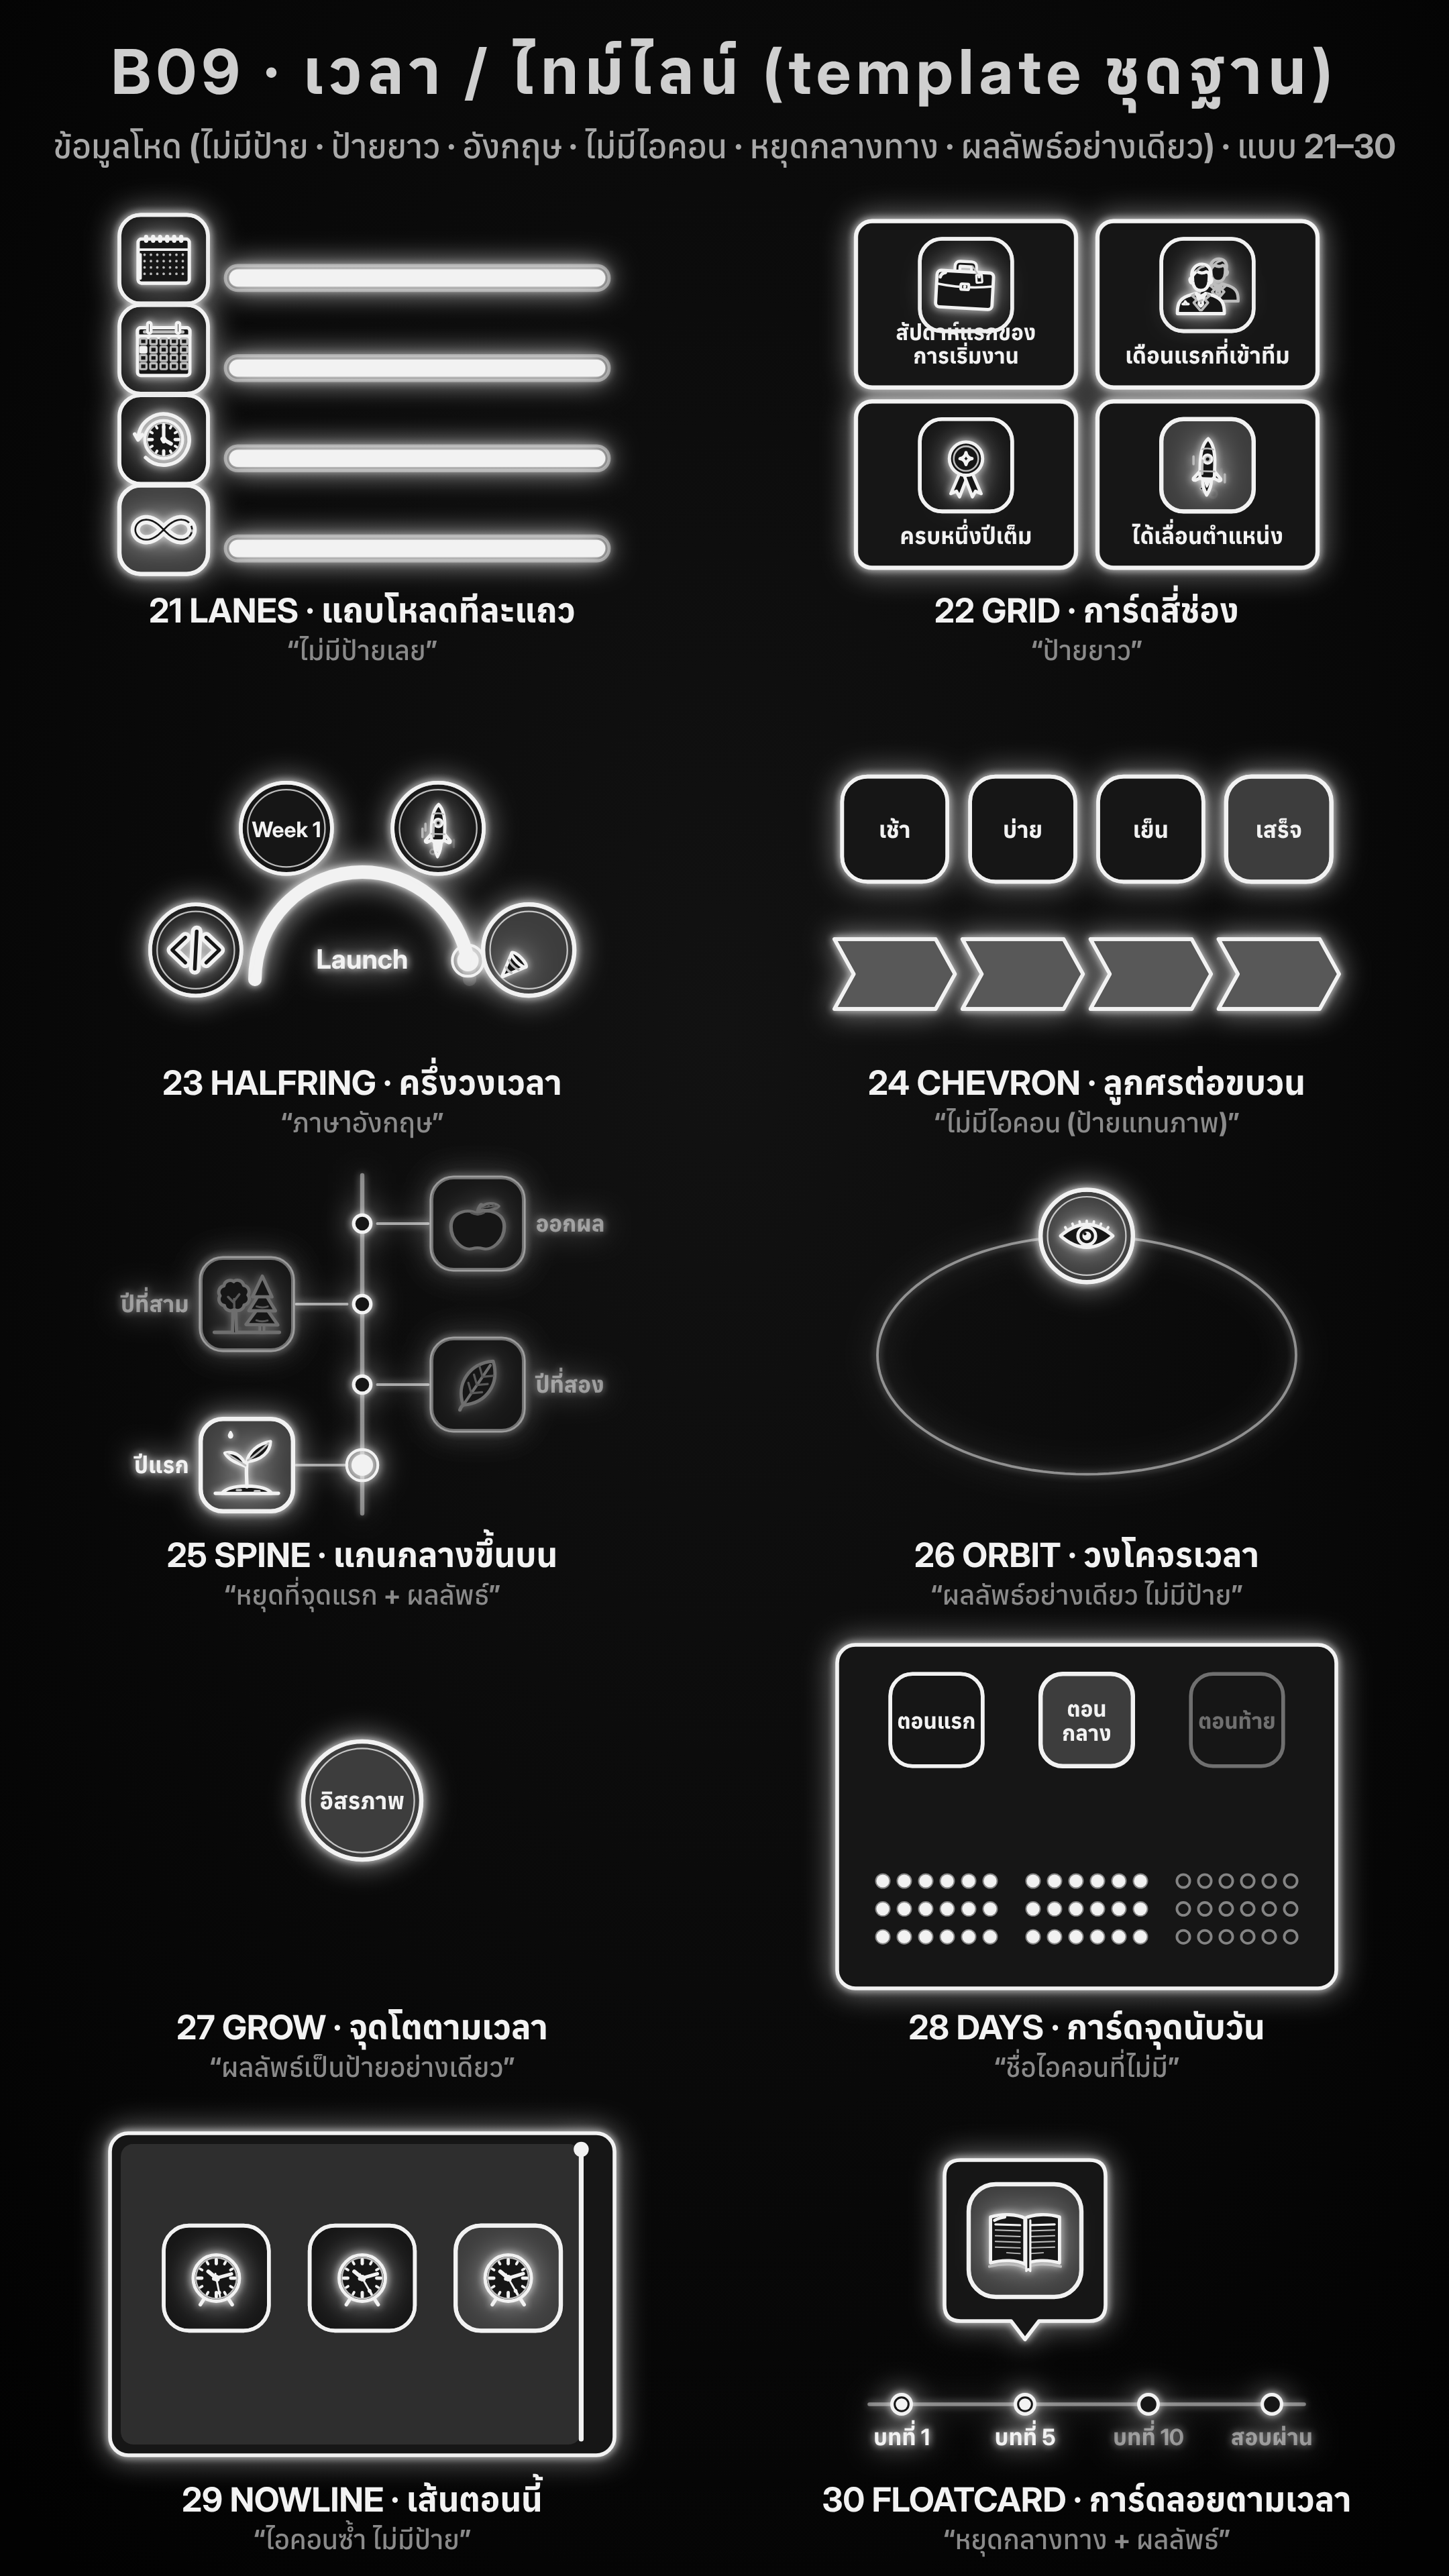 B09 · เวลา / ไทม์ไลน์ (template ชุดฐาน)
ข้อมูลโหด (ไม่มีป้าย · ป้ายยาว · อังกฤษ · ไม่มีไอคอน · หยุดกลางทาง · ผลลัพธ์อย่างเดียว) · แบบ 21–30
21 LANES · แถบโหลดทีละแถว
“ไม่มีป้ายเลย”
สัปดาห์แรกของ
การเริ่มงาน
เดือนแรกที่เข้าทีม
ครบหนึ่งปีเต็ม
ได้เลื่อนตำแหน่ง
22 GRID · การ์ดสี่ช่อง
“ป้ายยาว”
Week 1
Launch
23 HALFRING · ครึ่งวงเวลา
“ภาษาอังกฤษ”
เช้า
บ่าย
เย็น
เสร็จ
24 CHEVRON · ลูกศรต่อขบวน
“ไม่มีไอคอน (ป้ายแทนภาพ)”
ออกผล
ปีที่สาม
ปีที่สอง
ปีแรก
25 SPINE · แกนกลางขึ้นบน
“หยุดที่จุดแรก + ผลลัพธ์”
26 ORBIT · วงโคจรเวลา
“ผลลัพธ์อย่างเดียว ไม่มีป้าย”
อิสรภาพ
27 GROW · จุดโตตามเวลา
“ผลลัพธ์เป็นป้ายอย่างเดียว”
ตอนแรก
ตอน
กลาง
ตอนท้าย
28 DAYS · การ์ดจุดนับวัน
“ชื่อไอคอนที่ไม่มี”
29 NOWLINE · เส้นตอนนี้
“ไอคอนซ้ำ ไม่มีป้าย”
บทที่ 1
บทที่ 5
บทที่ 10
สอบผ่าน
30 FLOATCARD · การ์ดลอยตามเวลา
“หยุดกลางทาง + ผลลัพธ์”